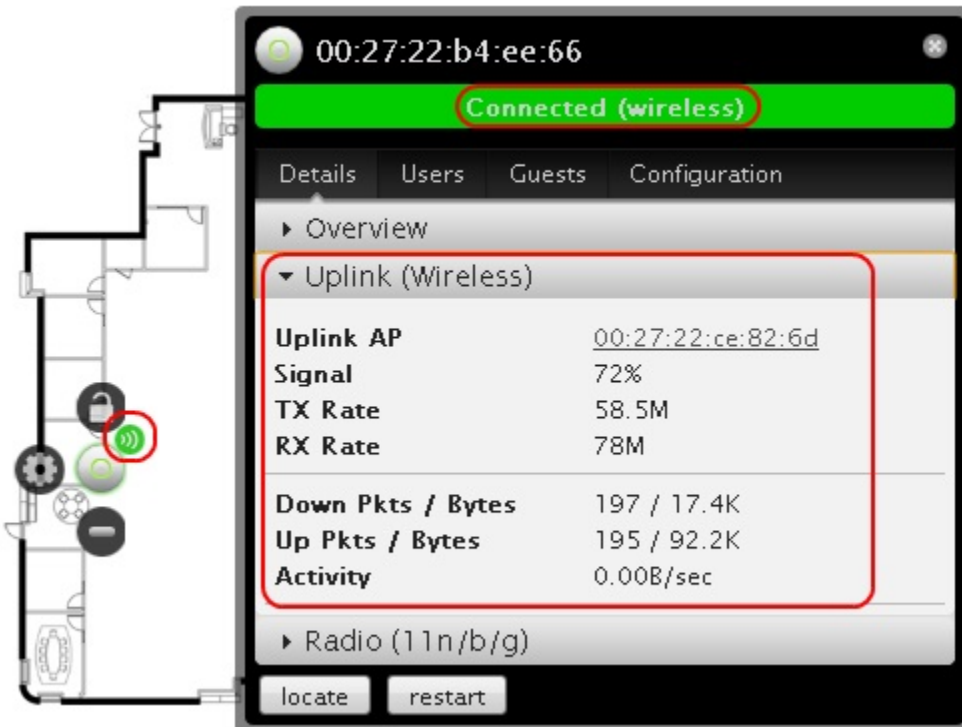 00:27:22:b4:ee:66
Connected (wireless)
Details Users Guests Configuration
Overview
Uplink (Wireless)
Uplink AP 00:27:22:ce:82:6d
Signal 72%
TX Rate 58.5M
RX Rate 78M
Down Pkts / Bytes 197 / 17.4K
Up Pkts / Bytes 195 / 92.2K
Activity 0.00B/sec
Radio (11n/b/g)
locate restart